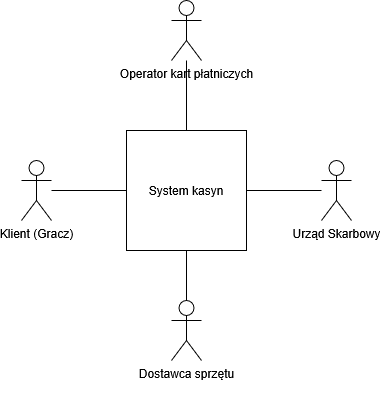 Operator kart płatniczych
System kasyn
Klient (Gracz)
Urząd Skarbowy
Dostawca sprzętu